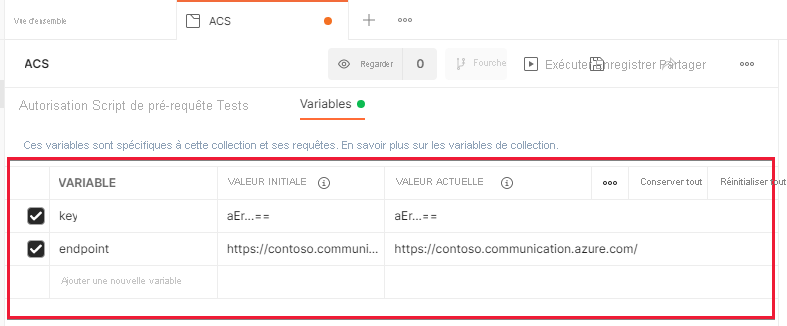 Vue d'ensemble
ACS
ACS
Regarder 0 Fourche Exécuter Enregistrer Partager
Autorisation Script de pré-requête Tests Variables
Ces variables sont spécifiques à cette collection et ses requêtes. En savoir plus sur les variables de collection.
VARIABLE VALEUR INITIALE VALEUR ACTUELLE Conserver tout Réinitialiser tout
key aEr...== aEr...==
endpoint https://contoso.communi... https://contoso.communication.azure.com/
Ajouter une nouvelle variable